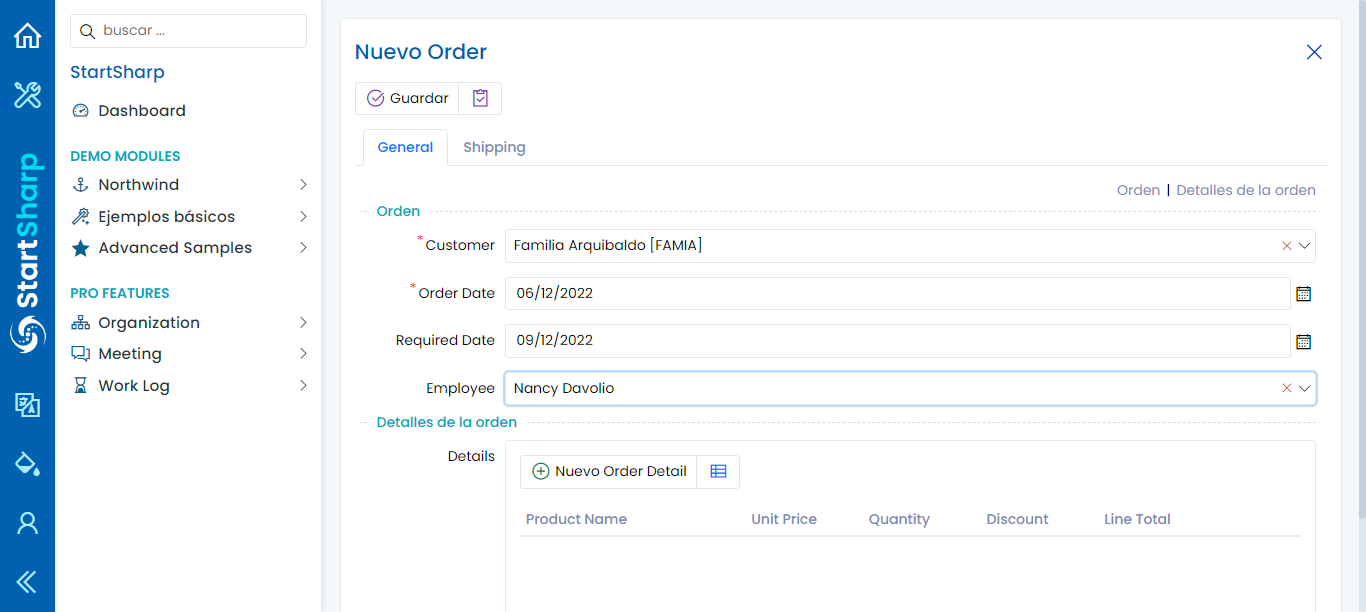 StartSharp
buscar ...
StartSharp
Dashboard
DEMO MODULES
Northwind
Ejemplos básicos
Advanced Samples
PRO FEATURES
Organization
Meeting
Work Log
Nuevo Order
Guardar
General Shipping
Orden | Detalles de la orden
Orden
*Customer Familia Arquibaldo [FAMIA]
*Order Date 06/12/2022
Required Date 09/12/2022
Employee Nancy Davolio
Detalles de la orden
Details
Nuevo Order Detail
Product Name Unit Price Quantity Discount Line Total